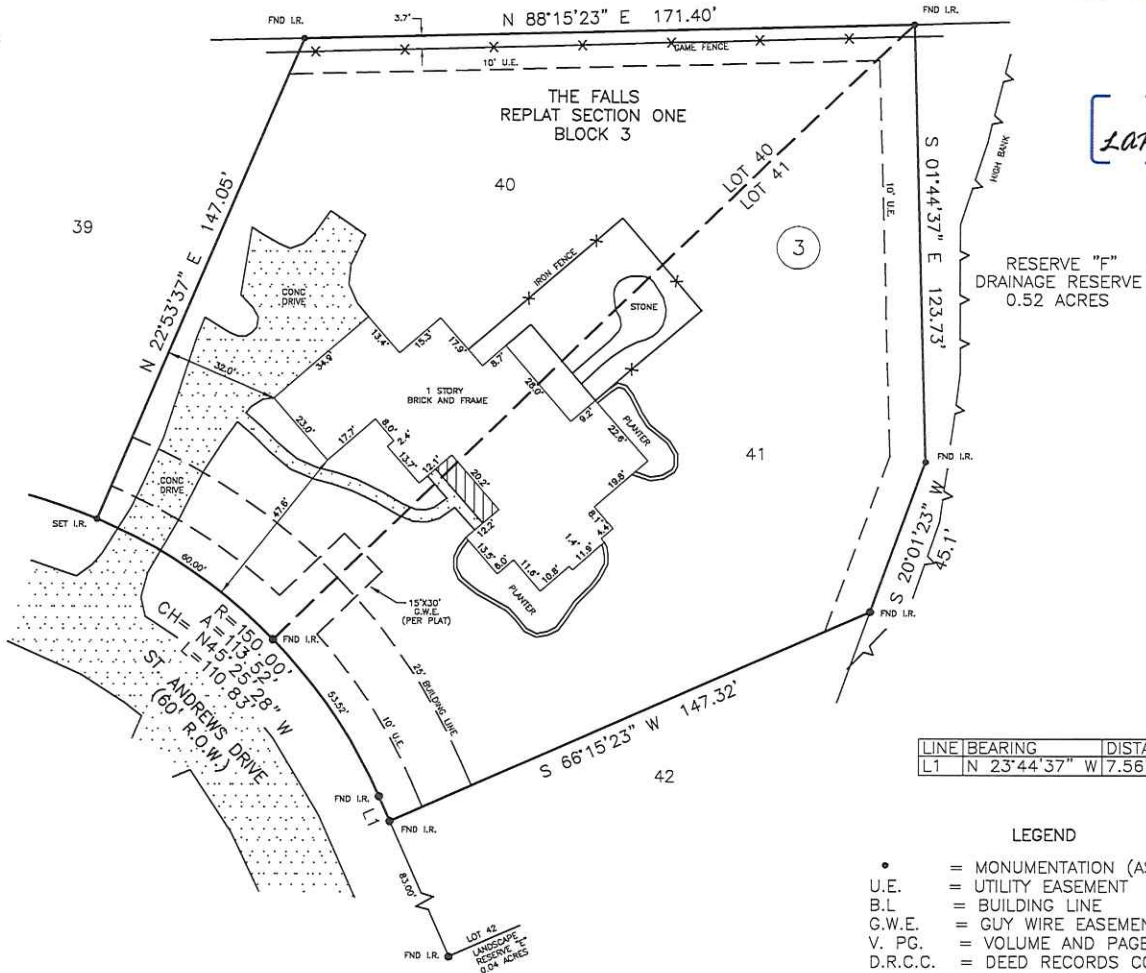 FND I.R.
3.7'
N 88°15'23" E 171.40'
FND I.R.
GAME FENCE
10' U.E.
THE FALLS
REPLAT SECTION ONE
BLOCK 3
40
LOT 40
LOT 41
S 01°44'37" E 123.73'
HIGH BANK
10' U.E.
39
N 22°53'37" E 147.05'
3
IRON FENCE
STONE
RESERVE "F"
DRAINAGE RESERVE
0.52 ACRES
CONC
DRIVE
32.0'
34.9'
13.4'
15.3'
17.9'
8.7'
28.0'
9.2'
1 STORY
BRICK AND FRAME
PLANTER
22.6'
41
23.0'
17.7'
8.0'
2.4'
13.7'
12.1'
20.2'
12.2'
19.8'
8.1'
4.4'
1.4'
11.9'
10.8'
11.6'
8.0'
13.5'
PLANTER
FND I.R.
S 20°01'23" W
45.1'
CONC
DRIVE
SET I.R.
47.6'
60.00'
15'X30'
G.W.E.
(PER PLAT)
FND I.R.
FND I.R.
R=150.00'
A=113.52'
CH= N45°25'28" W
L=110.83'
ST. ANDREWS DRIVE
(60' R.O.W.)
53.52'
10' U.E.
25' BUILDING LINE
S 66°15'23" W 147.32'
42
LINE BEARING
L1 N 23°44'37" W 7.56
FND I.R.
L1
FND I.R.
83.00'
FND I.R.
LOT 42
LANDSCAPE
RESERVE "E"
0.04 ACRES
LEGEND
• = MONUMENTATION
U.E. = UTILITY EASEMENT
B.L = BUILDING LINE
G.W.E. = GUY WIRE EASEMEN
V. PG. = VOLUME AND PAGE
D.R.C.C. = DEED RECORDS CO